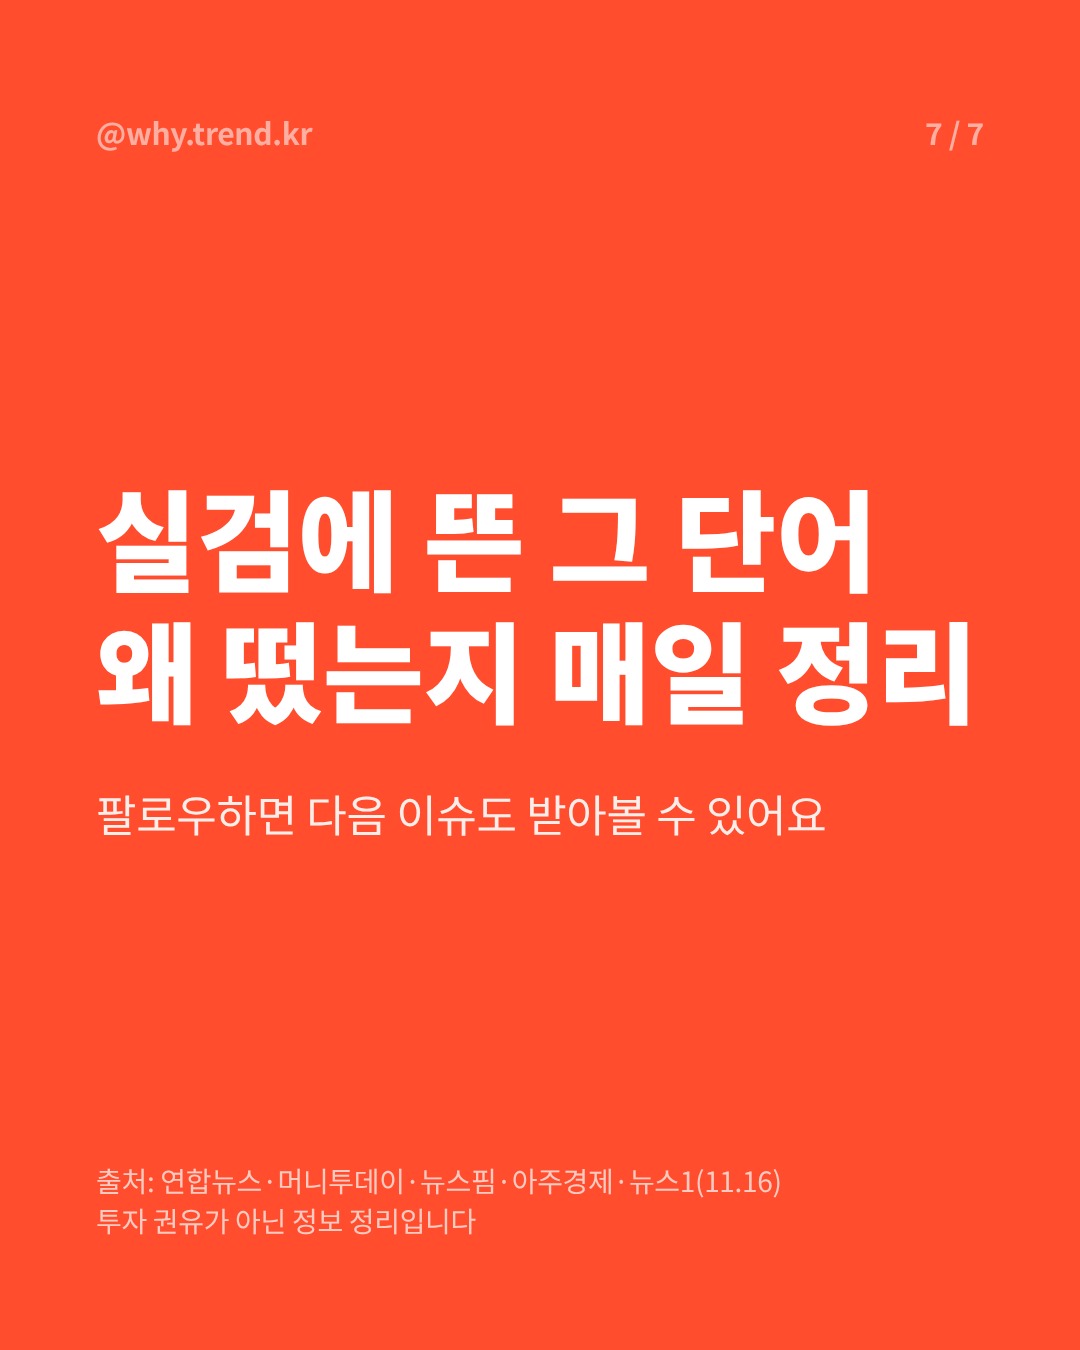 @why.trend.kr
7 / 7
실검에 뜬 그 단어
왜 떴는지 매일 정리
팔로우하면 다음 이슈도 받아볼 수 있어요
출처: 연합뉴스·머니투데이·뉴스핌·아주경제·뉴스1(11.16)
투자 권유가 아닌 정보 정리입니다